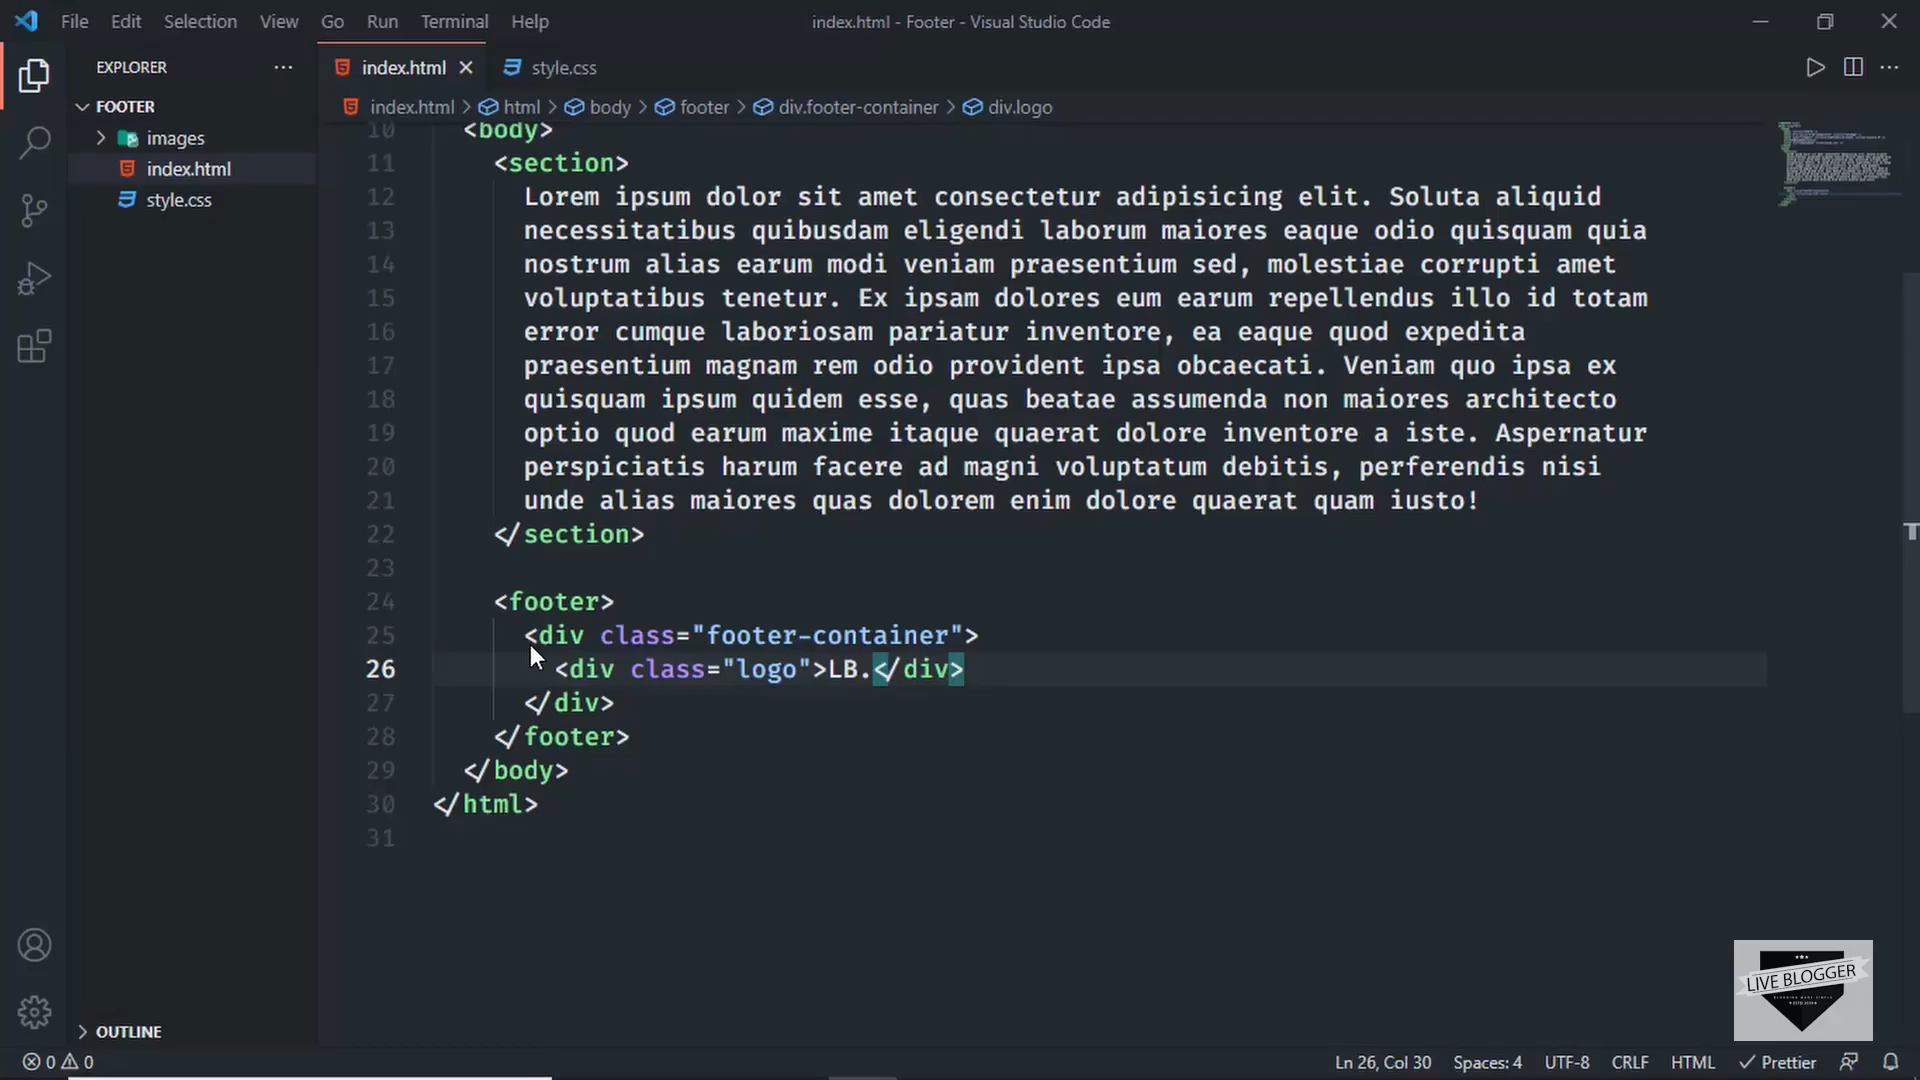 File Edit Selection View Go Run Terminal Help
index.html - Footer - Visual Studio Code
EXPLORER
FOOTER
images
index.html
style.css
OUTLINE
index.html
style.css
index.html > html > body > footer > div.footer-container > div.logo
10 <body>
11 <section>
12 Lorem ipsum dolor sit amet consectetur adipisicing elit. Soluta aliquid
13 necessitatibus quibusdam eligendi laborum maiores eaque odio quisquam quia
14 nostrum alias earum modi veniam praesentium sed, molestiae corrupti amet
15 voluptatibus tenetur. Ex ipsam dolores eum earum repellendus illo id totam
16 error cumque laboriosam pariatur inventore, ea eaque quod expedita
17 praesentium magnam rem odio provident ipsa obcaecati. Veniam quo ipsa ex
18 quisquam ipsum quidem esse, quas beatae assumenda non maiores architecto
19 optio quod earum maxime itaque quaerat dolore inventore a iste. Aspernatur
20 perspiciatis harum facere ad magni voluptatum debitis, perferendis nisi
21 unde alias maiores quas dolorem enim dolore quaerat quam iusto!
22 </section>
23
24 <footer>
25 <div class="footer-container">
26 <div class="logo">LB.</div>
27 </div>
28 </footer>
29 </body>
30 </html>
31
LIVE BLOGGER
0 0
Ln 26, Col 30 Spaces: 4 UTF-8 CRLF HTML Prettier